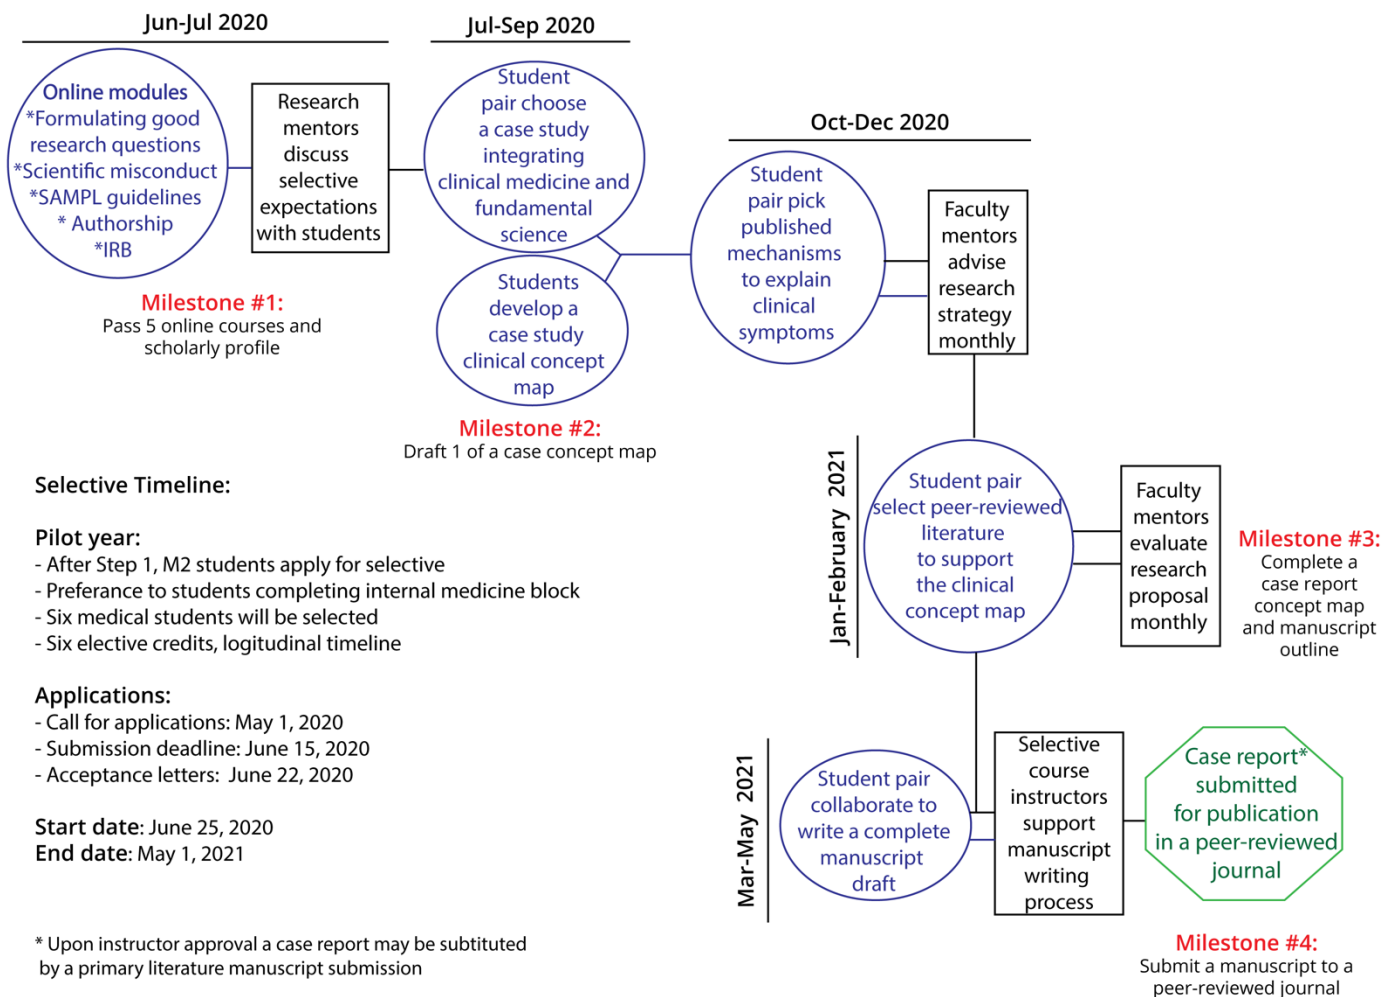 Jun-Jul 2020
Online modules
*Formulating good
research questions
*Scientific misconduct
*SAMPL guidelines
* Authorship
*IRB
Research
mentors
discuss
selective
expectations
with students
Milestone #1:
Pass 5 online courses and
scholarly profile
Jul-Sep 2020
Student
pair choose
a case study
integrating
clinical medicine and
fundamental
science
Students
develop a
case study
clinical concept
map
Milestone #2:
Draft 1 of a case concept map
Oct-Dec 2020
Student
pair pick
published
mechanisms
to explain
clinical
symptoms
Faculty
mentors
advise
research
strategy
monthly
Jan-February 2021
Student pair
select peer-reviewed
literature
to support
the clinical
concept map
Faculty
mentors
evaluate
research
proposal
monthly
Milestone #3:
Complete a
case report
concept map
and manuscript
outline
Mar-May 2021
Student pair
collaborate to
write a complete
manuscript
draft
Selective
course
instructors
support
manuscript
writing
process
Case report*
submitted
for publication
in a peer-reviewed
journal
Milestone #4:
Submit a manuscript to a
peer-reviewed journal
Selective Timeline:
Pilot year:
- After Step 1, M2 students apply for selective
- Preferance to students completing internal medicine block
- Six medical students will be selected
- Six elective credits, logitudinal timeline
Applications:
- Call for applications: May 1, 2020
- Submission deadline: June 15, 2020
- Acceptance letters: June 22, 2020
Start date: June 25, 2020
End date: May 1, 2021
* Upon instructor approval a case report may be subtituted
by a primary literature manuscript submission